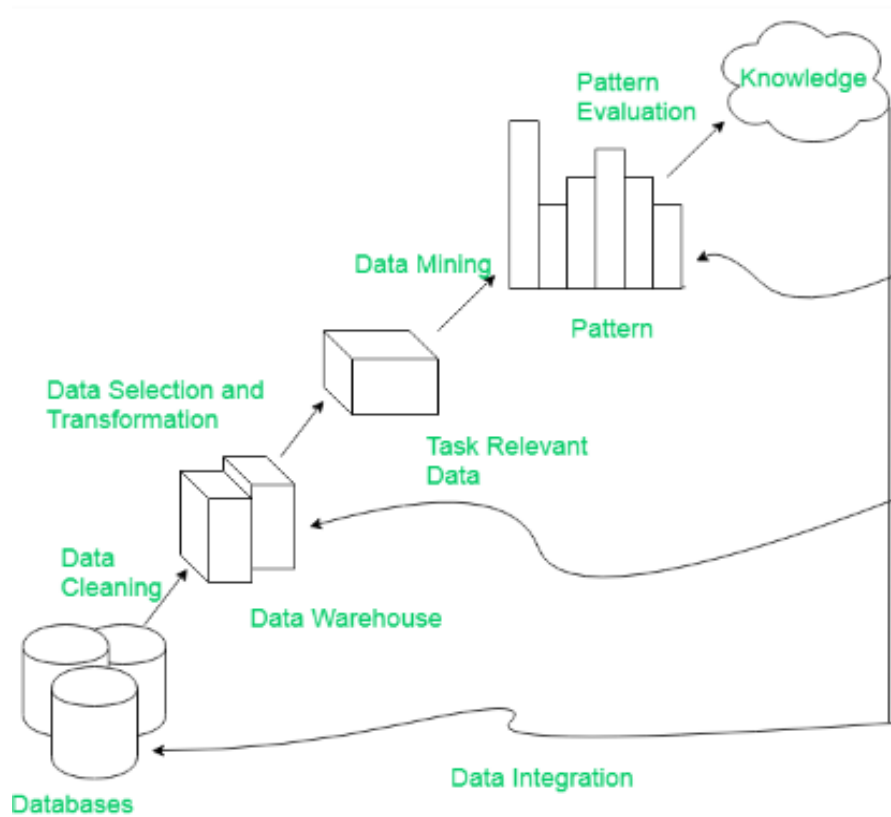 Knowledge
Pattern
Evaluation
Data Mining
Pattern
Data Selection and
Transformation
Task Relevant
Data
Data
Cleaning
Data Warehouse
Data Integration
Databases